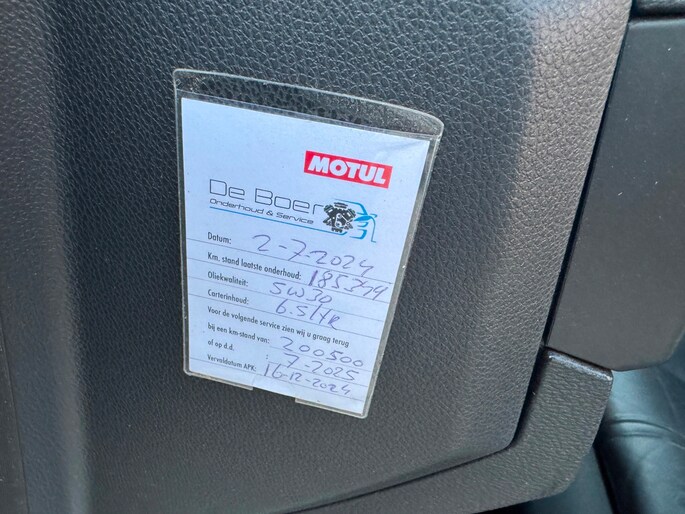 MOTUL
De Boer
Onderhoud & Service
Datum: 2-7-2024
Km. stand laatste onderhoud: 185344
Oliekwaliteit: 5W30
Carterinhoud: 6.5 LTR
Voor de volgende service zien wij u graag terug
bij een km-stand van: 200500
of op d.d. : 7-2025
Vervaldatum APK: 16-12-2024